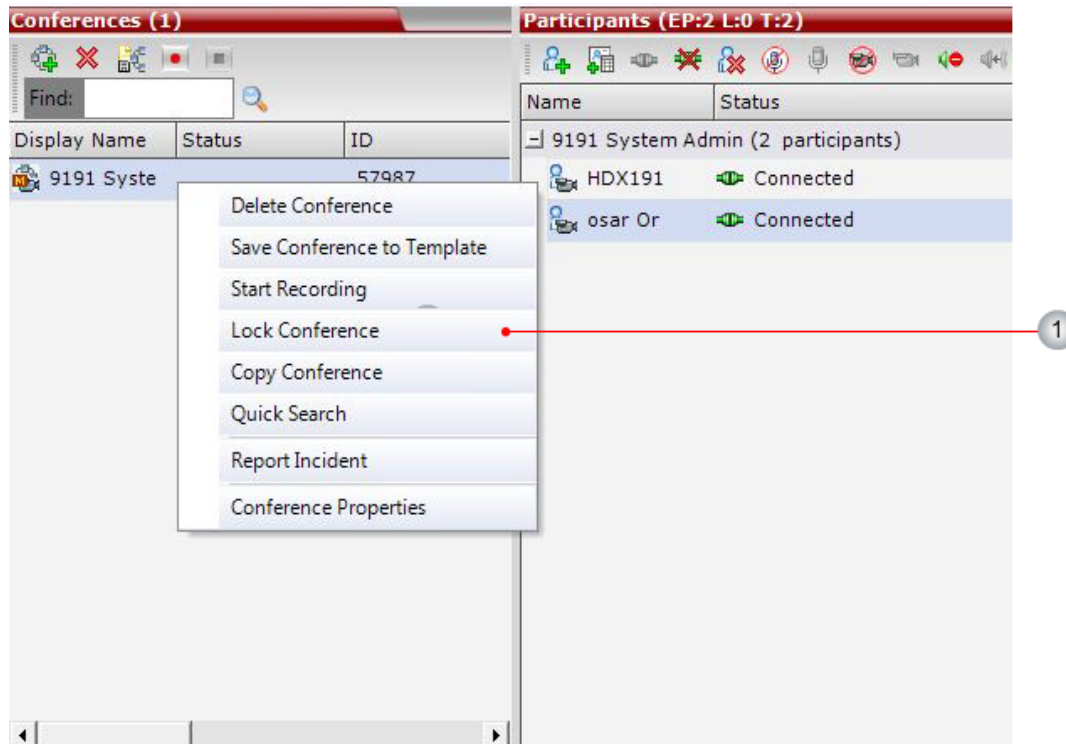 Conferences (1)
Find:
Display Name Status ID
9191 Syste 57987
Delete Conference
Save Conference to Template
Start Recording
Lock Conference
Copy Conference
Quick Search
Report Incident
Conference Properties
Participants (EP:2 L:0 T:2)
Name Status
9191 System Admin (2 participants)
HDX191 Connected
osar Or Connected
1